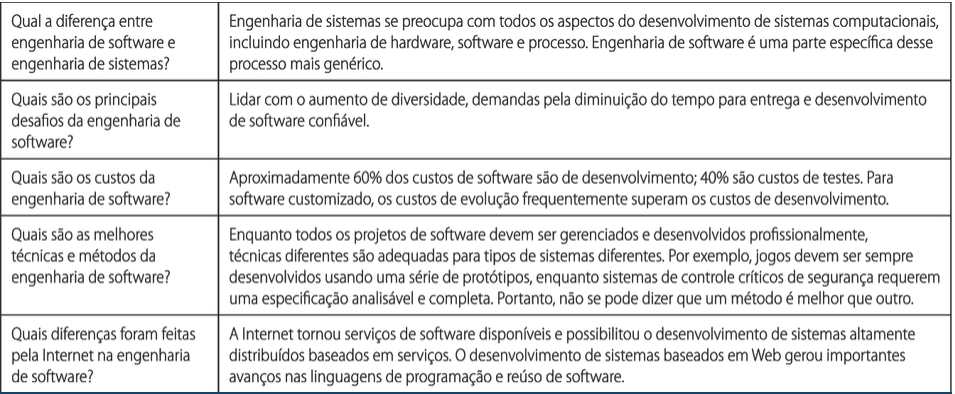 Qual a diferença entre
engenharia de software e
engenharia de sistemas?
Engenharia de sistemas se preocupa com todos os aspectos do desenvolvimento de sistemas computacionais,
incluindo engenharia de hardware, software e processo. Engenharia de software é uma parte específica desse
processo mais genérico.
Quais são os principais
desafios da engenharia de
software?
Lidar com o aumento de diversidade, demandas pela diminuição do tempo para entrega e desenvolvimento
de software confiável.
Quais são os custos da
engenharia de software?
Aproximadamente 60% dos custos de software são de desenvolvimento; 40% são custos de testes. Para
software customizado, os custos de evolução frequentemente superam os custos de desenvolvimento.
Quais são as melhores
técnicas e métodos da
engenharia de software?
Enquanto todos os projetos de software devem ser gerenciados e desenvolvidos profissionalmente,
técnicas diferentes são adequadas para tipos de sistemas diferentes. Por exemplo, jogos devem ser sempre
desenvolvidos usando uma série de protótipos, enquanto sistemas de controle críticos de segurança requerem
uma especificação analisável e completa. Portanto, não se pode dizer que um método é melhor que outro.
Quais diferenças foram feitas
pela Internet na engenharia
de software?
A Internet tornou serviços de software disponíveis e possibilitou o desenvolvimento de sistemas altamente
distribuídos baseados em serviços. O desenvolvimento de sistemas baseados em Web gerou importantes
avanços nas linguagens de programação e reúso de software.